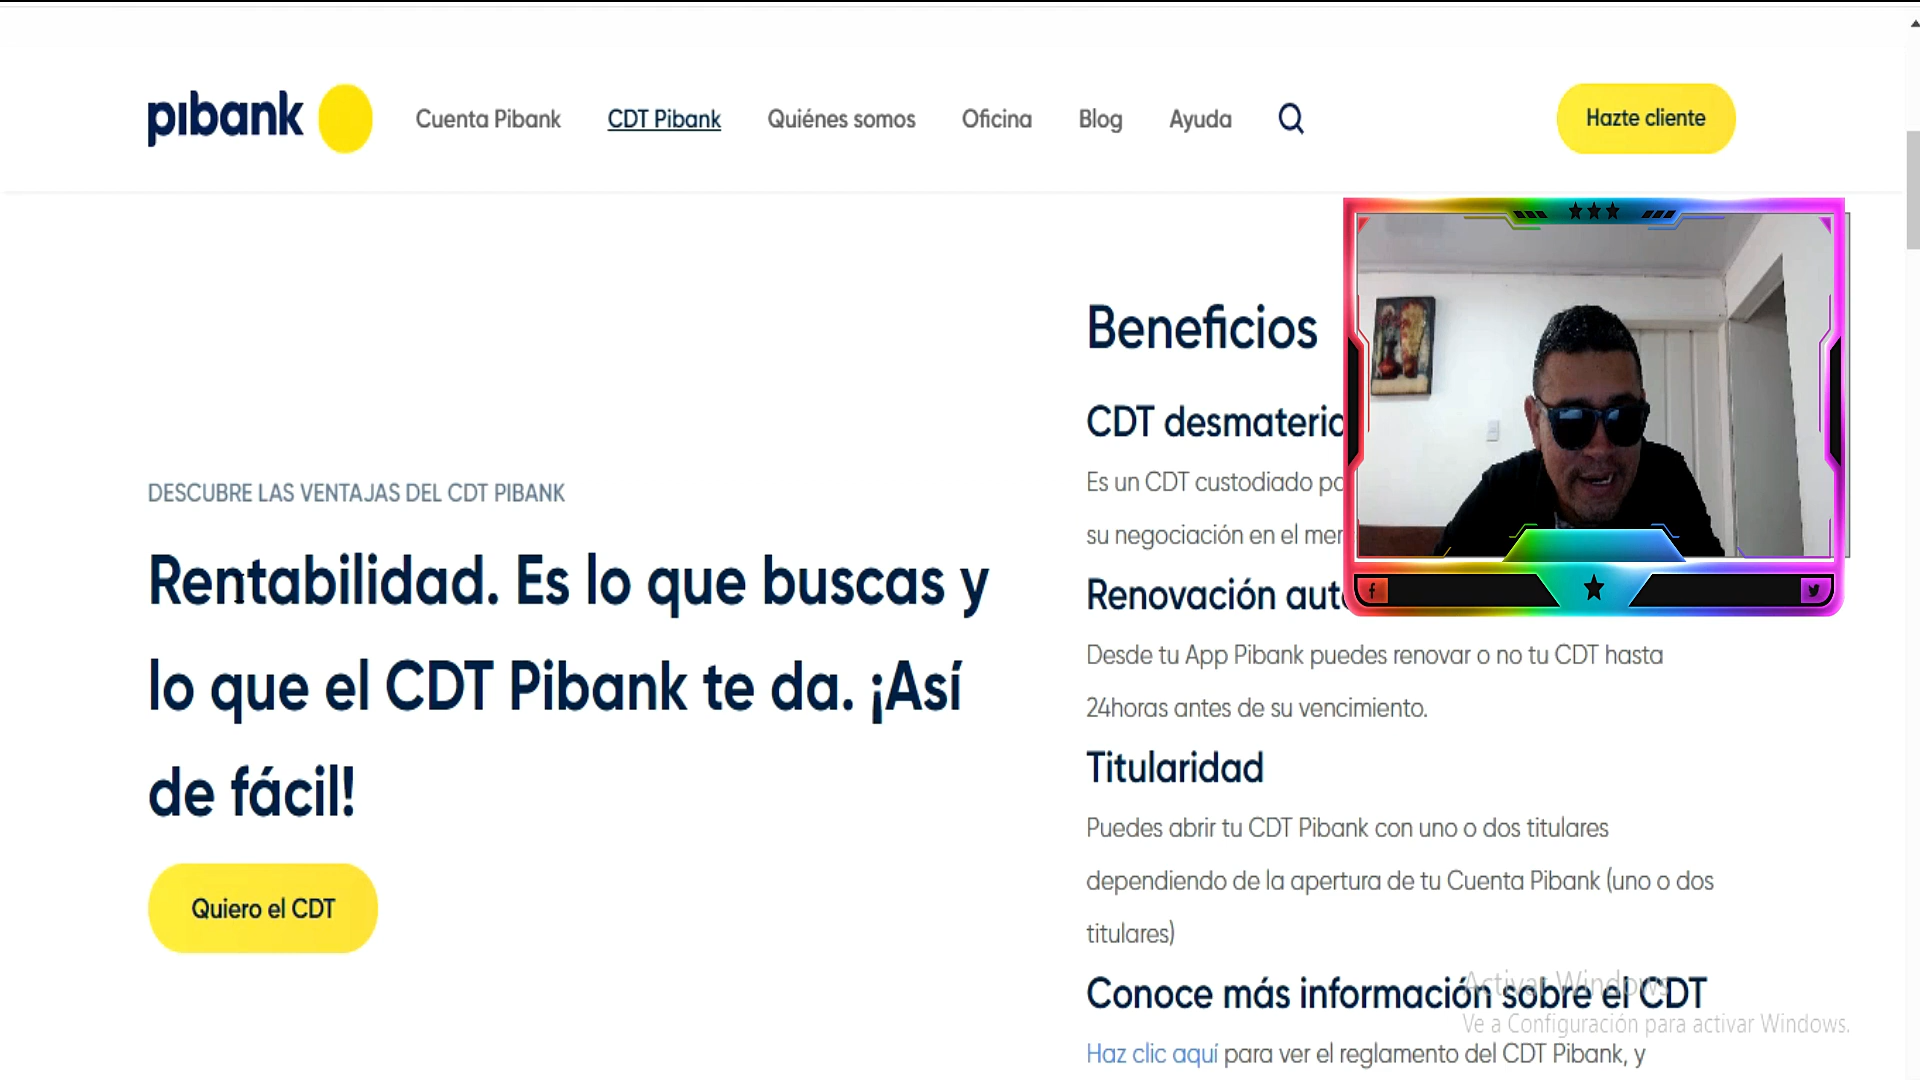 pibank
Cuenta Pibank
CDT Pibank
Quiénes somos
Oficina
Blog
Ayuda
Hazte cliente
DESCUBRE LAS VENTAJAS DEL CDT PIBANK
Rentabilidad. Es lo que buscas y
lo que el CDT Pibank te da. ¡Así
de fácil!
Quiero el CDT
Beneficios
CDT
Es un CDT custodiado
su negociación en el
Renovación
Desde tu App Pibank puedes renovar o no tu CDT hasta
24horas antes de su vencimiento.
Titularidad
Puedes abrir tu CDT Pibank con uno o dos titulares
dependiendo de la apertura de tu Cuenta Pibank (uno o dos
titulares)
Conoce más información sobre el CDT
Haz clic aquí para ver el reglamento del CDT Pibank, y
Activar Windows
Ve a Configuración para activar Windows.